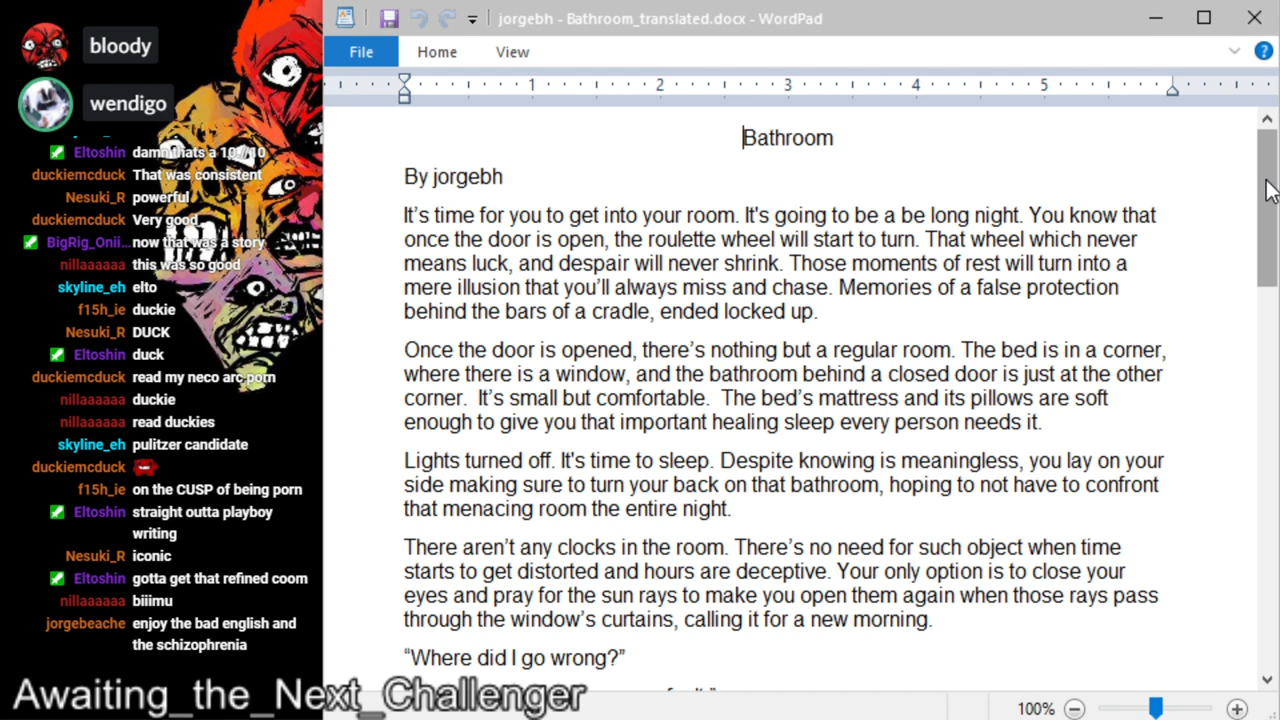 bloody
wendigo
Eltoshin damn thats a 10 //10
duckiemcduck That was consistent
Nesuki_R powerful
duckiemcduck Very good
BigRig_Onii... now that was a story
nillaaaaaa this was so good
skyline_eh elto
f15h_ie duckie
Nesuki_R DUCK
Eltoshin duck
duckiemcduck read my neco arc porn
nillaaaaaa duckie
nillaaaaaa read duckies
skyline_eh pulitzer candidate
duckiemcduck
f15h_ie on the CUSP of being porn
Eltoshin straight outta playboy
writing
Nesuki_R iconic
Eltoshin gotta get that refined coom
nillaaaaaa biiimu
jorgebeache enjoy the bad english and
the schizophrenia
Awaiting_the_Next_Challenger
jorgebh - Bathroom_translated.docx - WordPad
File Home View
1 2 3 4 5
Bathroom
By jorgebh
It’s time for you to get into your room. It's going to be a be long night. You know that
once the door is open, the roulette wheel will start to turn. That wheel which never
means luck, and despair will never shrink. Those moments of rest will turn into a
mere illusion that you’ll always miss and chase. Memories of a false protection
behind the bars of a cradle, ended locked up.
Once the door is opened, there’s nothing but a regular room. The bed is in a corner,
where there is a window, and the bathroom behind a closed door is just at the other
corner.  It’s small but comfortable.  The bed’s mattress and its pillows are soft
enough to give you that important healing sleep every person needs it.
Lights turned off. It's time to sleep. Despite knowing is meaningless, you lay on your
side making sure to turn your back on that bathroom, hoping to not have to confront
that menacing room the entire night.
There aren’t any clocks in the room. There’s no need for such object when time
starts to get distorted and hours are deceptive. Your only option is to close your
eyes and pray for the sun rays to make you open them again when those rays pass
through the window’s curtains, calling it for a new morning.
“Where did I go wrong?”
100%